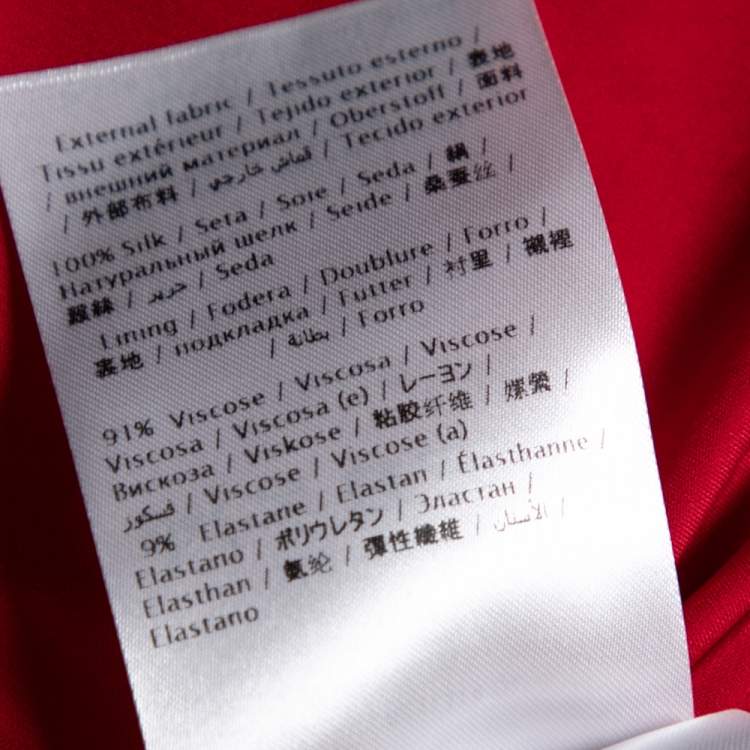 External fabric / Tessuto esterno /
Tissu extérieur / Tejido exterior / 表地
/ внешний материал / Oberstoff / 面料
/ 外部布料 / قماش خارجي / Tecido exterior
100% Silk / Seta / Soie / Seda / 絹 /
Натуральный шелк / Seide / 桑蚕丝 /
蠶絲 / حرير / Seda
Lining / Fodera / Doublure / Forro /
裏地 / подкладка / Futter / 衬里 / 襯裡
/ بطانة / Forro
91% Viscose / Viscosa / Viscose /
Viscosa / Viscosa (e) / レーヨン /
Вискоза / Viskose / 粘胶纤维 / 嫘縈 /
فسكوز / Viscose / Viscose (a)
9% Elastane / Elastan / Élasthanne /
Elastano / ポリウレタン / Эластан /
Elasthan / 氨纶 / 彈性纖維 / الأستان /
Elastano